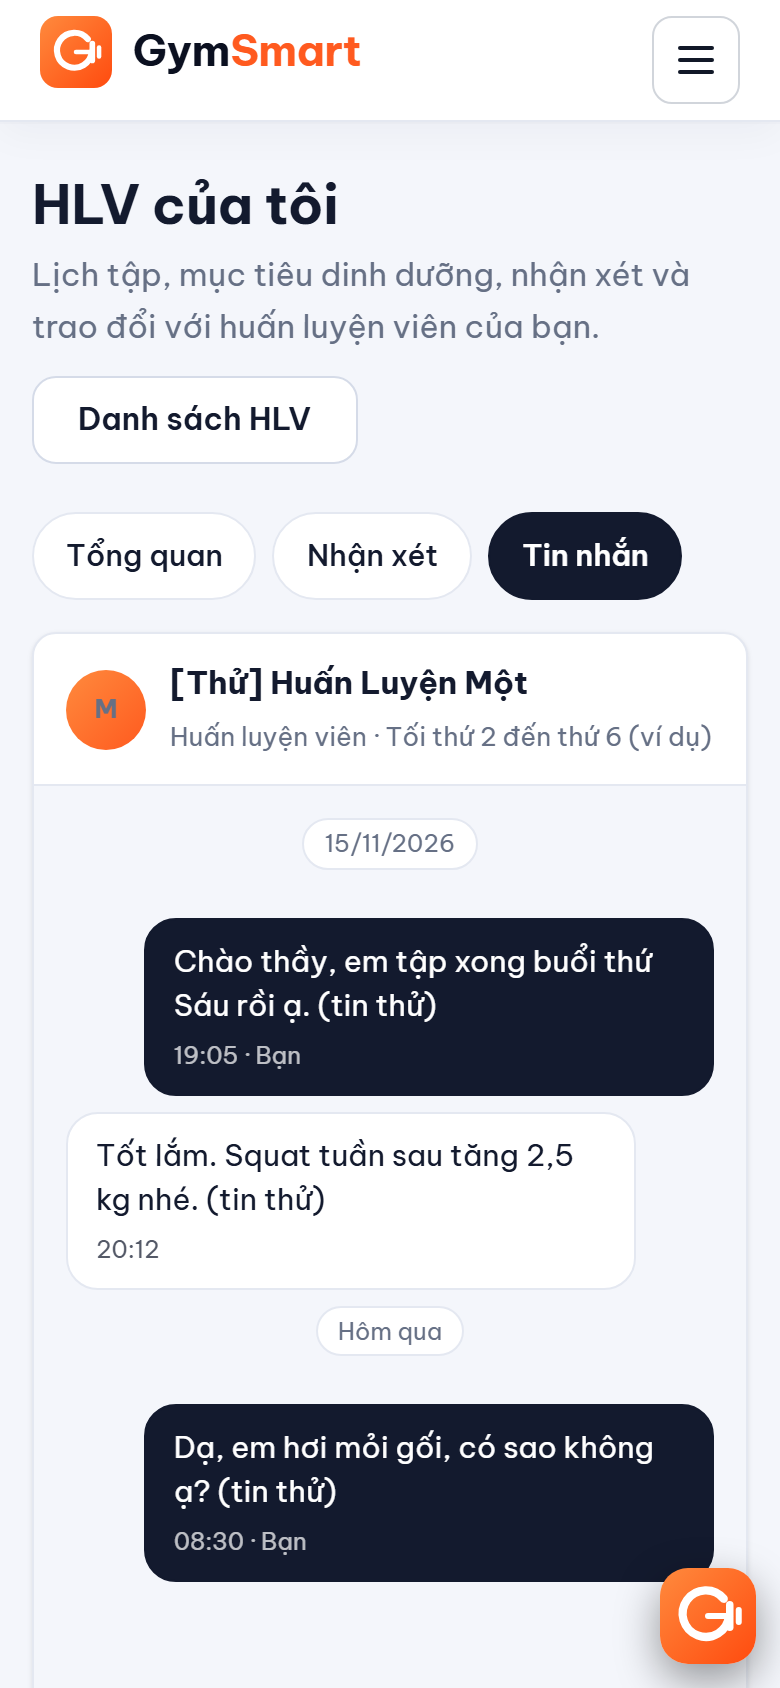 GymSmart
HLV của tôi
Lịch tập, mục tiêu dinh dưỡng, nhận xét và
trao đổi với huấn luyện viên của bạn.
Danh sách HLV
Tổng quan
Nhận xét
Tin nhắn
M
[Thử] Huấn Luyện Một
Huấn luyện viên · Tối thứ 2 đến thứ 6 (ví dụ)
15/11/2026
Chào thầy, em tập xong buổi thứ
Sáu rồi ạ. (tin thử)
19:05 · Bạn
Tốt lắm. Squat tuần sau tăng 2,5
kg nhé. (tin thử)
20:12
Hôm qua
Dạ, em hơi mỏi gối, có sao không
ạ? (tin thử)
08:30 · Bạn